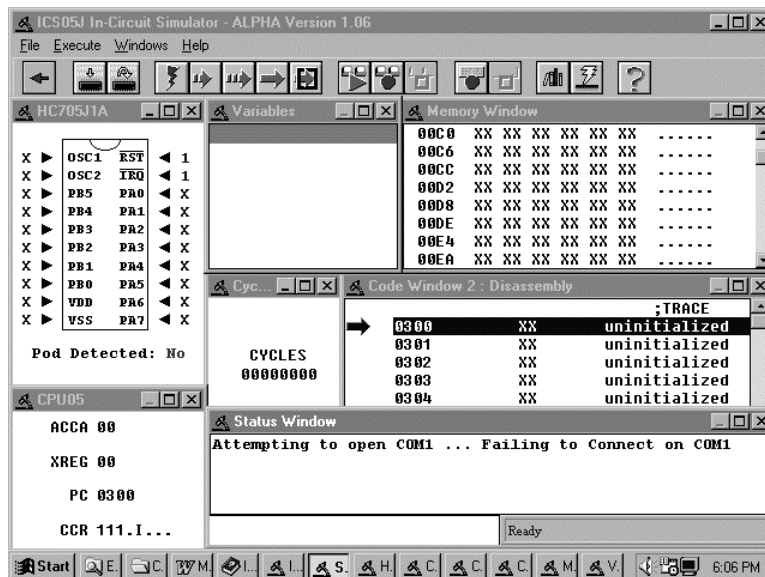 ICS05J In-Circuit Simulator - ALPHA Version 1.06
File Execute Windows Help
HC705J1A
X OSC1 RST 1
X OSC2 IRQ 1
X PB5 PA0 X
X PB4 PA1 X
X PB3 PA2 X
X PB2 PA3 X
X PB1 PA4 X
X PB0 PA5 X
X VDD PA6 X
X VSS PA7 X
Pod Detected: No
Variables
Memory Window
00C0 XX XX XX XX XX XX ......
00C6 XX XX XX XX XX XX ......
00CC XX XX XX XX XX XX ......
00D2 XX XX XX XX XX XX ......
00D8 XX XX XX XX XX XX ......
00DE XX XX XX XX XX XX ......
00E4 XX XX XX XX XX XX ......
00EA XX XX XX XX XX XX ......
Cyc...
CYCLES
00000000
Code Window 2 : Disassembly
;TRACE
0300 XX uninitialized
0301 XX uninitialized
0302 XX uninitialized
0303 XX uninitialized
0304 XX uninitialized
CPU05
ACCA 00
XREG 00
PC 0300
CCR 111.I...
Status Window
Attempting to open COM1 ... Failing to Connect on COM1
Ready
Start E. C. M. I... I... S. H. C. C. C. M. V. 6:06 PM